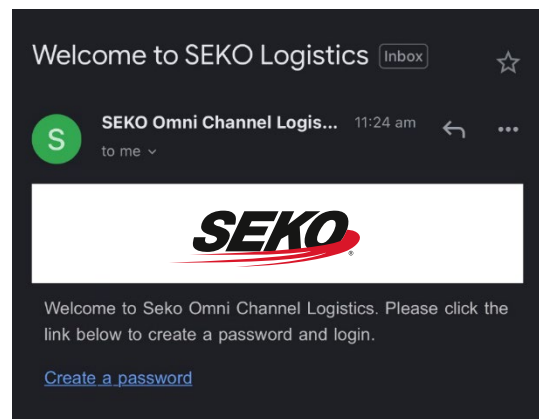 Welcome to SEKO Logistics Inbox
S
SEKO Omni Channel Logis... 11:24 am
to me
SEKO®
Welcome to Seko Omni Channel Logistics. Please click the
link below to create a password and login.
Create a password